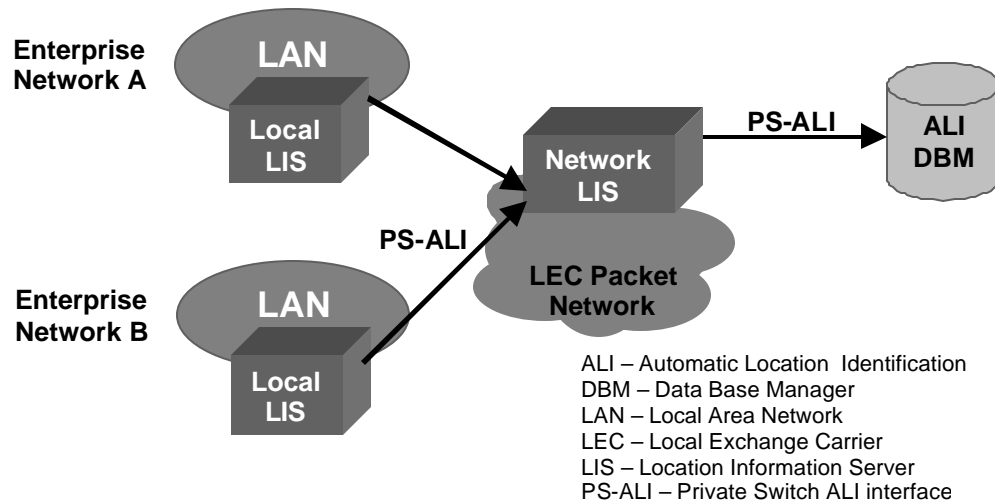 Enterprise
Network A
LAN
Local
LIS
Network
LIS
PS-ALI
ALI
DBM
PS-ALI
LEC Packet
Network
Enterprise
Network B
LAN
Local
LIS
ALI – Automatic Location Identification
DBM – Data Base Manager
LAN – Local Area Network
LEC – Local Exchange Carrier
LIS – Location Information Server
PS-ALI – Private Switch ALI interface